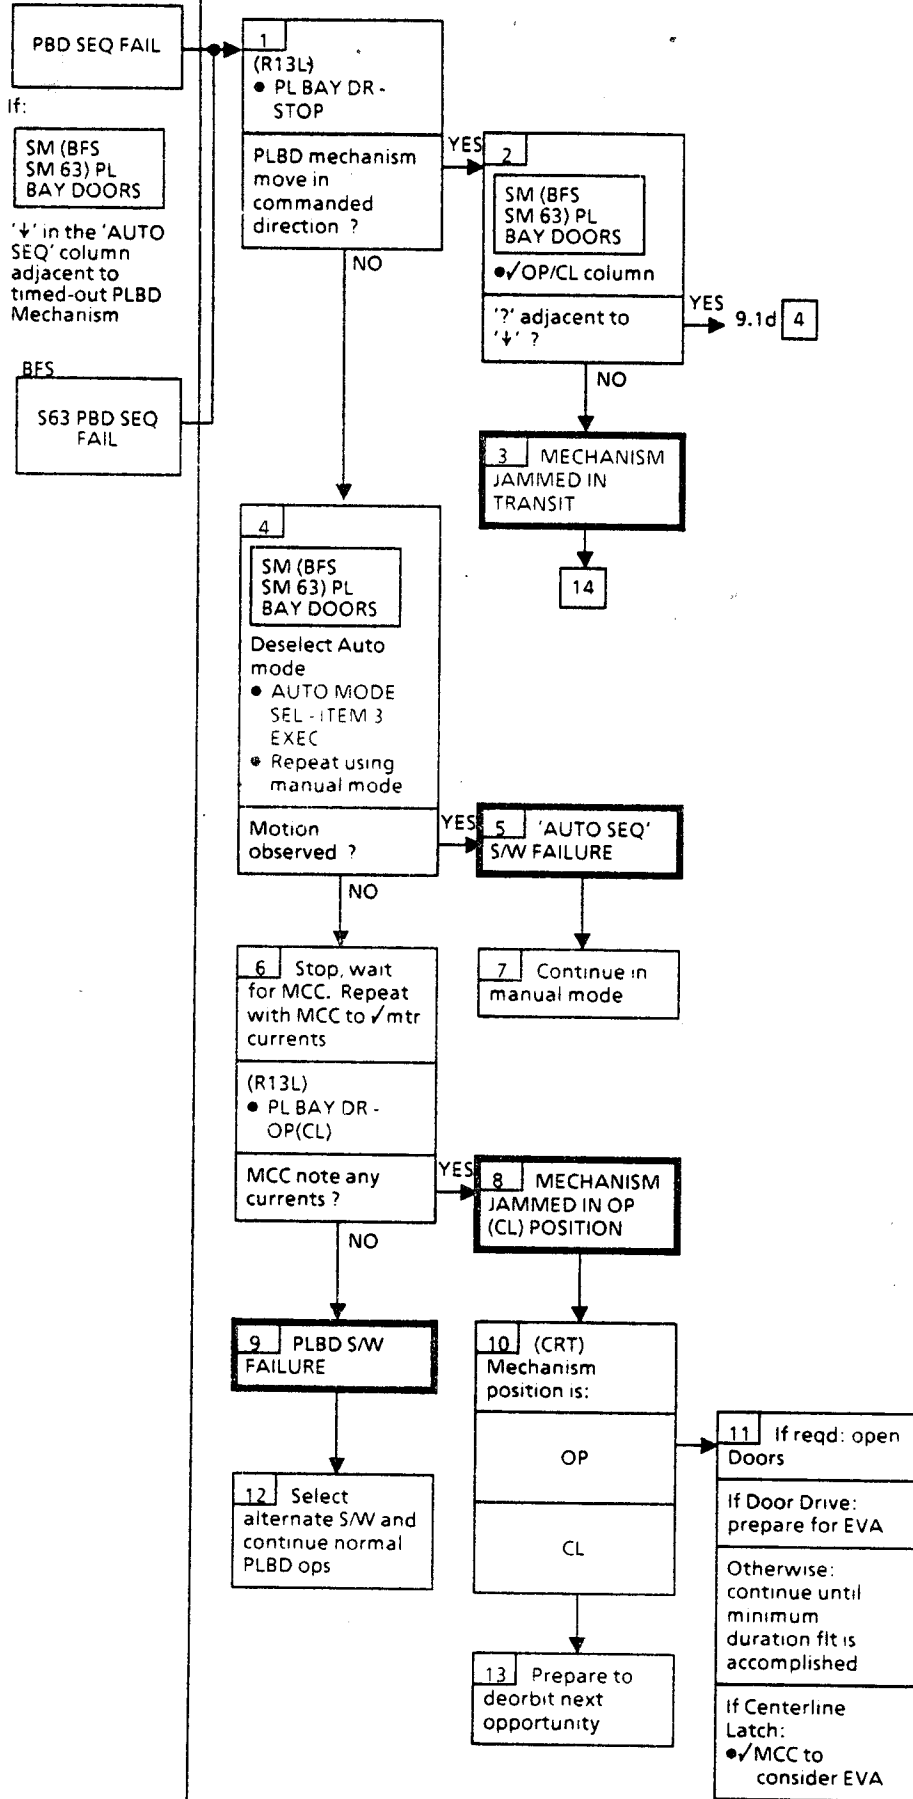 PBD SEQ FAIL
If:
SM (BFS
SM 63) PL
BAY DOORS
'↓' in the 'AUTO
SEQ' column
adjacent to
timed-out PLBD
Mechanism
BFS
S63 PBD SEQ
FAIL
1
(R13L)
● PL BAY DR -
STOP
PLBD mechanism
move in
commanded
direction ?
YES
NO
2
SM (BFS
SM 63) PL
BAY DOORS
●✓OP/CL column
'?' adjacent to
'↓' ?
YES
9.1d 4
NO
3 MECHANISM
JAMMED IN
TRANSIT
14
4
SM (BFS
SM 63) PL
BAY DOORS
Deselect Auto
mode
● AUTO MODE
SEL - ITEM 3
EXEC
● Repeat using
manual mode
Motion
observed ?
YES
NO
5 'AUTO SEQ'
S/W FAILURE
7 Continue in
manual mode
6 Stop, wait
for MCC. Repeat
with MCC to ✓mtr
currents
(R13L)
● PL BAY DR -
OP(CL)
MCC note any
currents ?
YES
NO
8 MECHANISM
JAMMED IN OP
(CL) POSITION
9 PLBD S/W
FAILURE
10 (CRT)
Mechanism
position is:
OP
CL
11 If reqd: open
Doors
If Door Drive:
prepare for EVA
Otherwise:
continue until
minimum
duration flt is
accomplished
If Centerline
Latch:
●✓MCC to
consider EVA
12 Select
alternate S/W and
continue normal
PLBD ops
13 Prepare to
deorbit next
opportunity